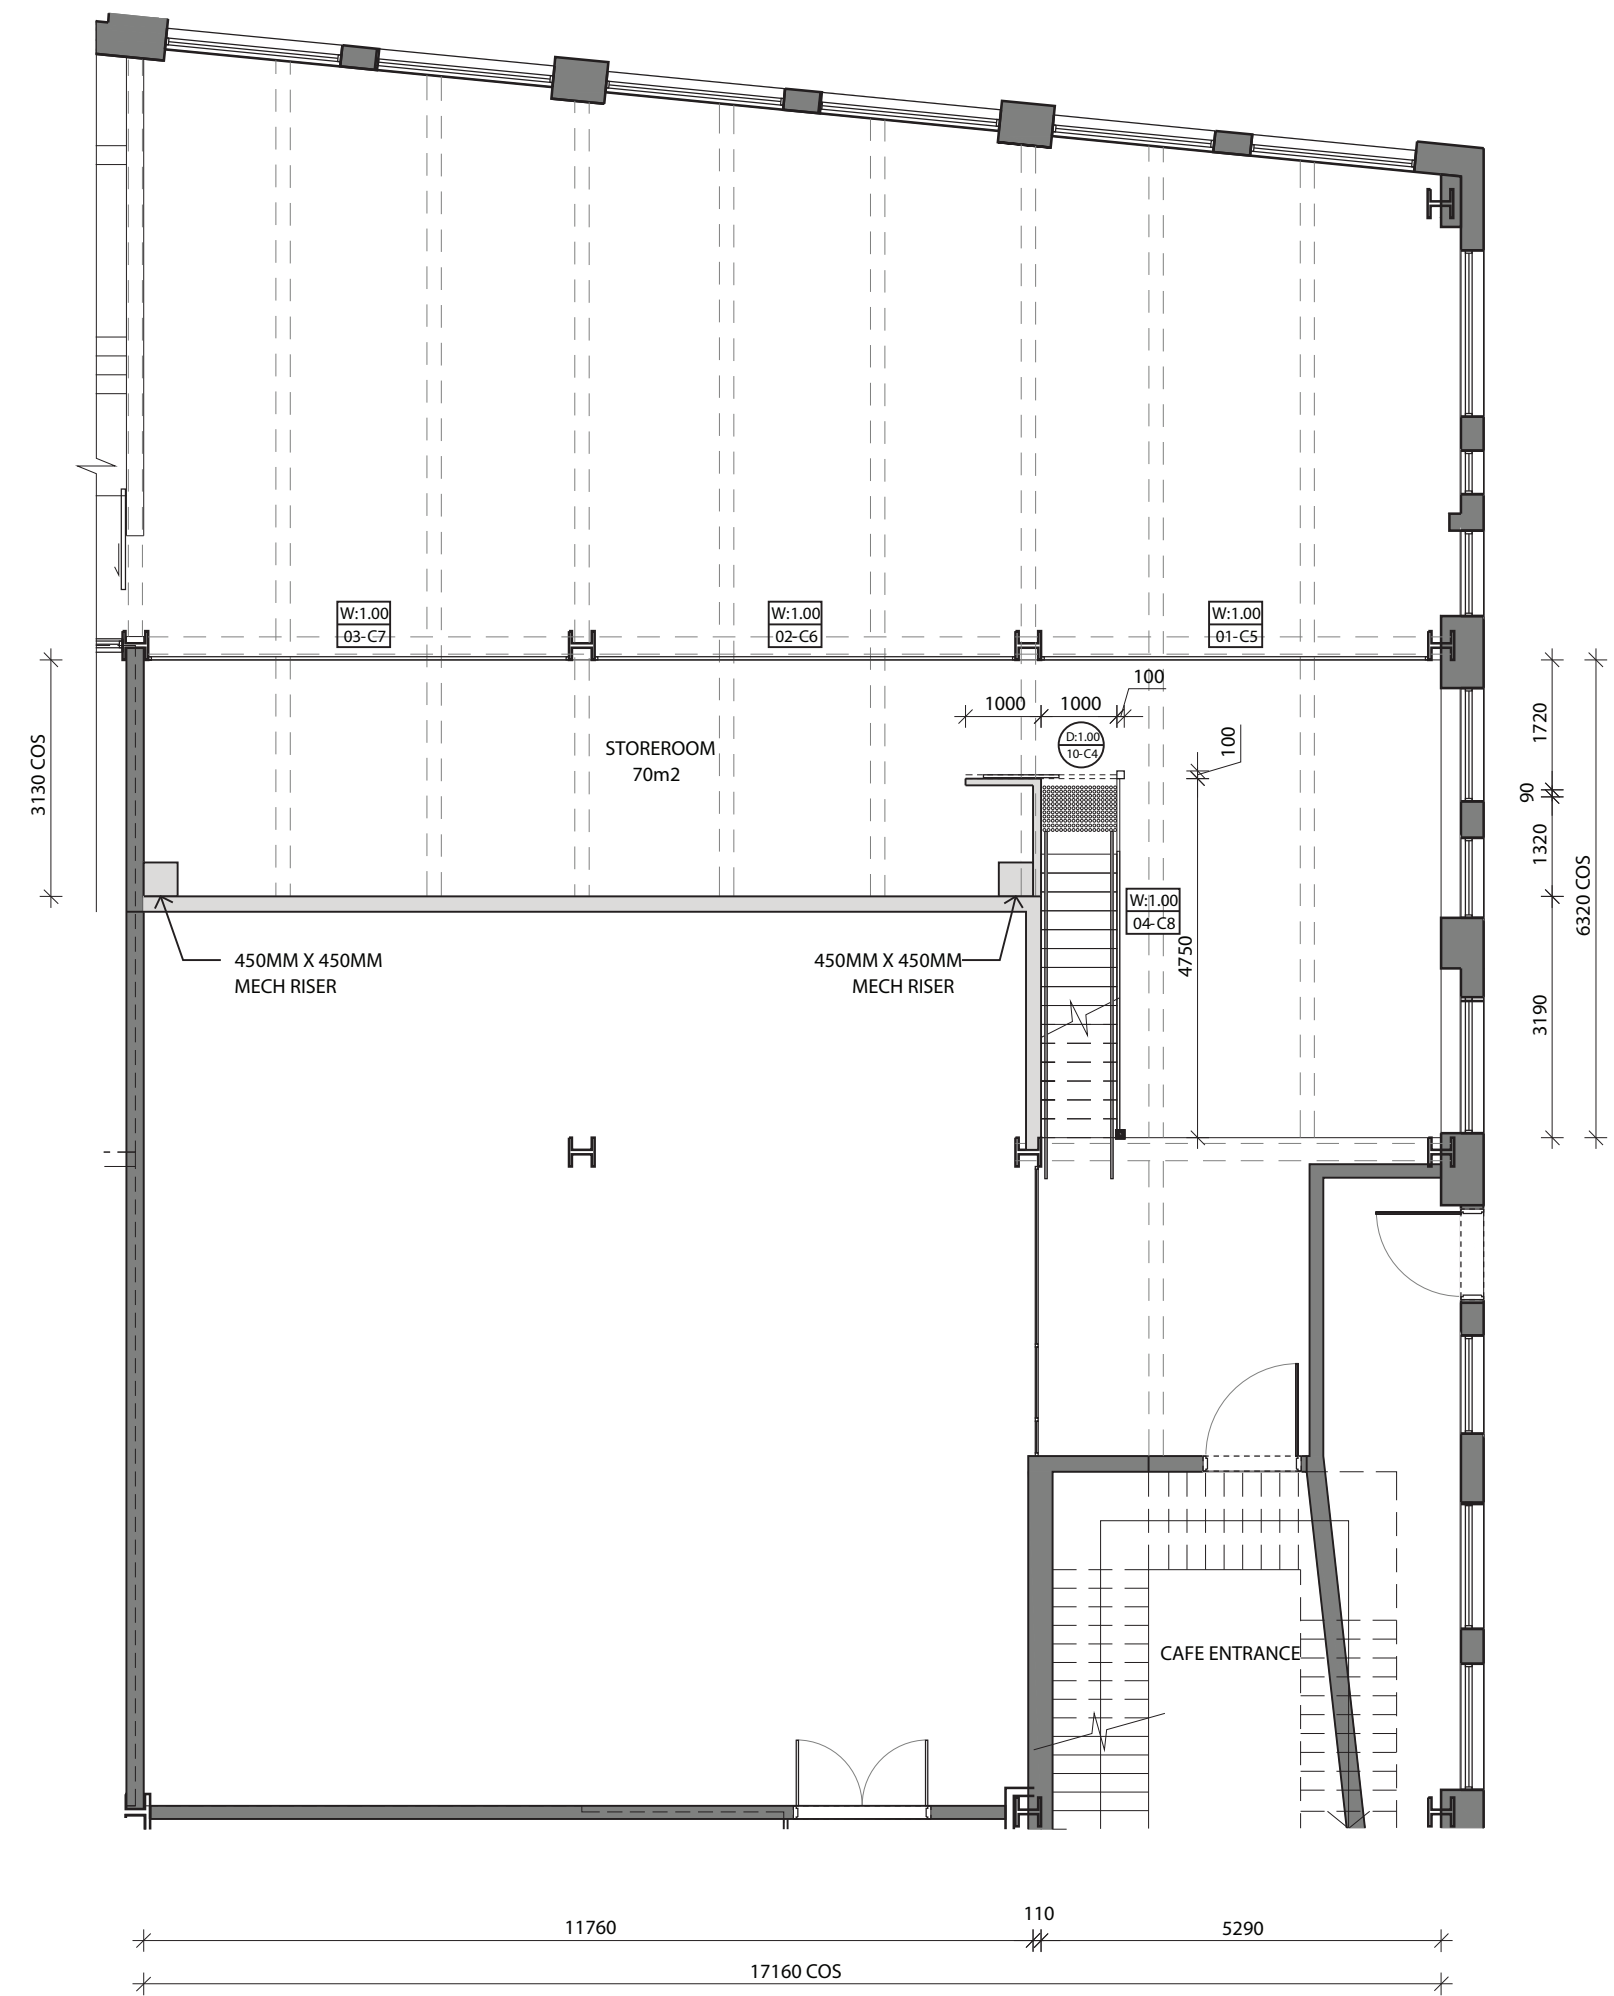 W:1.00
03-C7
W:1.00
02-C6
W:1.00
01-C5
100
1000
1000
D:1.00
10-C4
100
STOREROOM
70m2
3130 COS
1720
90
1320
6320 COS
3190
W:1.00
04-C8
4750
450MM X 450MM
MECH RISER
450MM X 450MM
MECH RISER
CAFE ENTRANCE
11760
110
5290
17160 COS